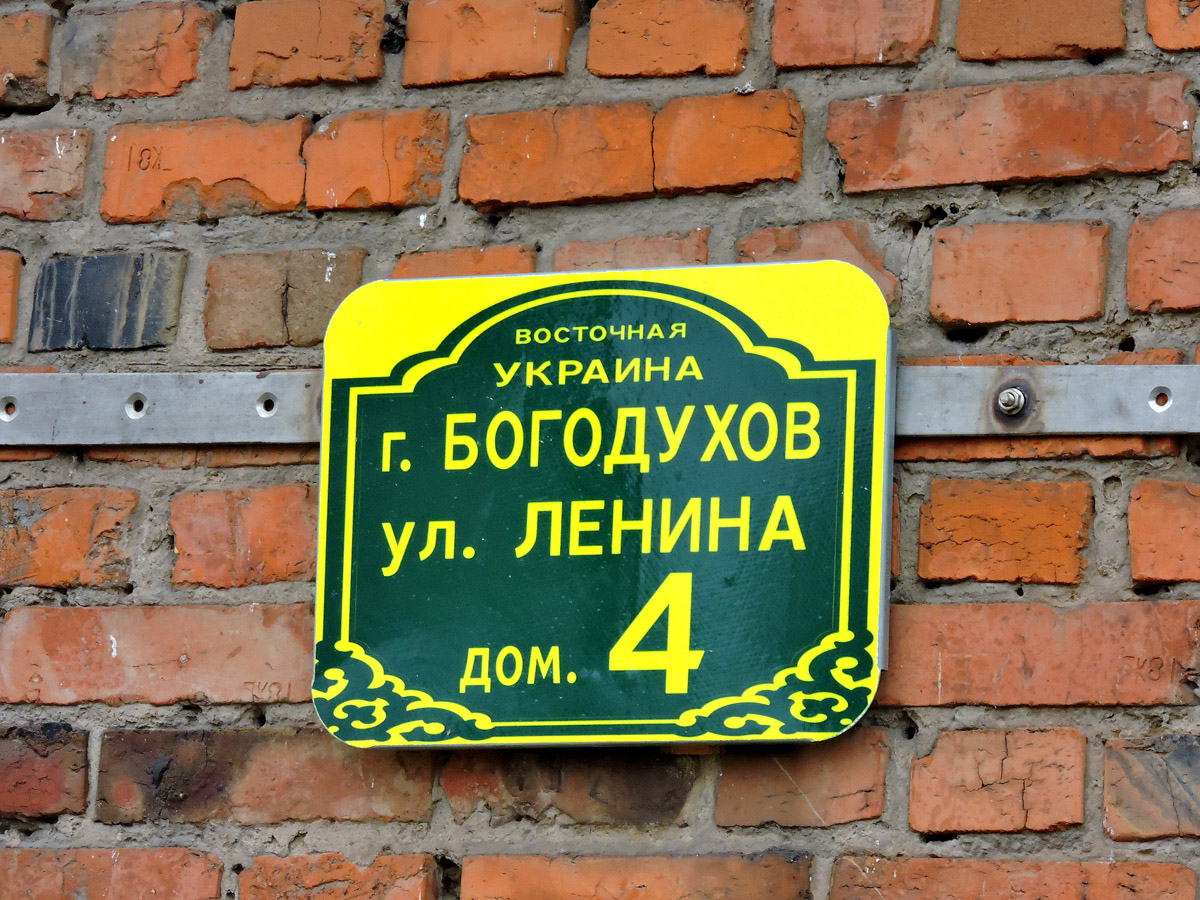 ВОСТОЧНАЯ
УКРАИНА
г. БОГОДУХОВ
ул. ЛЕНИНА
дом. 4